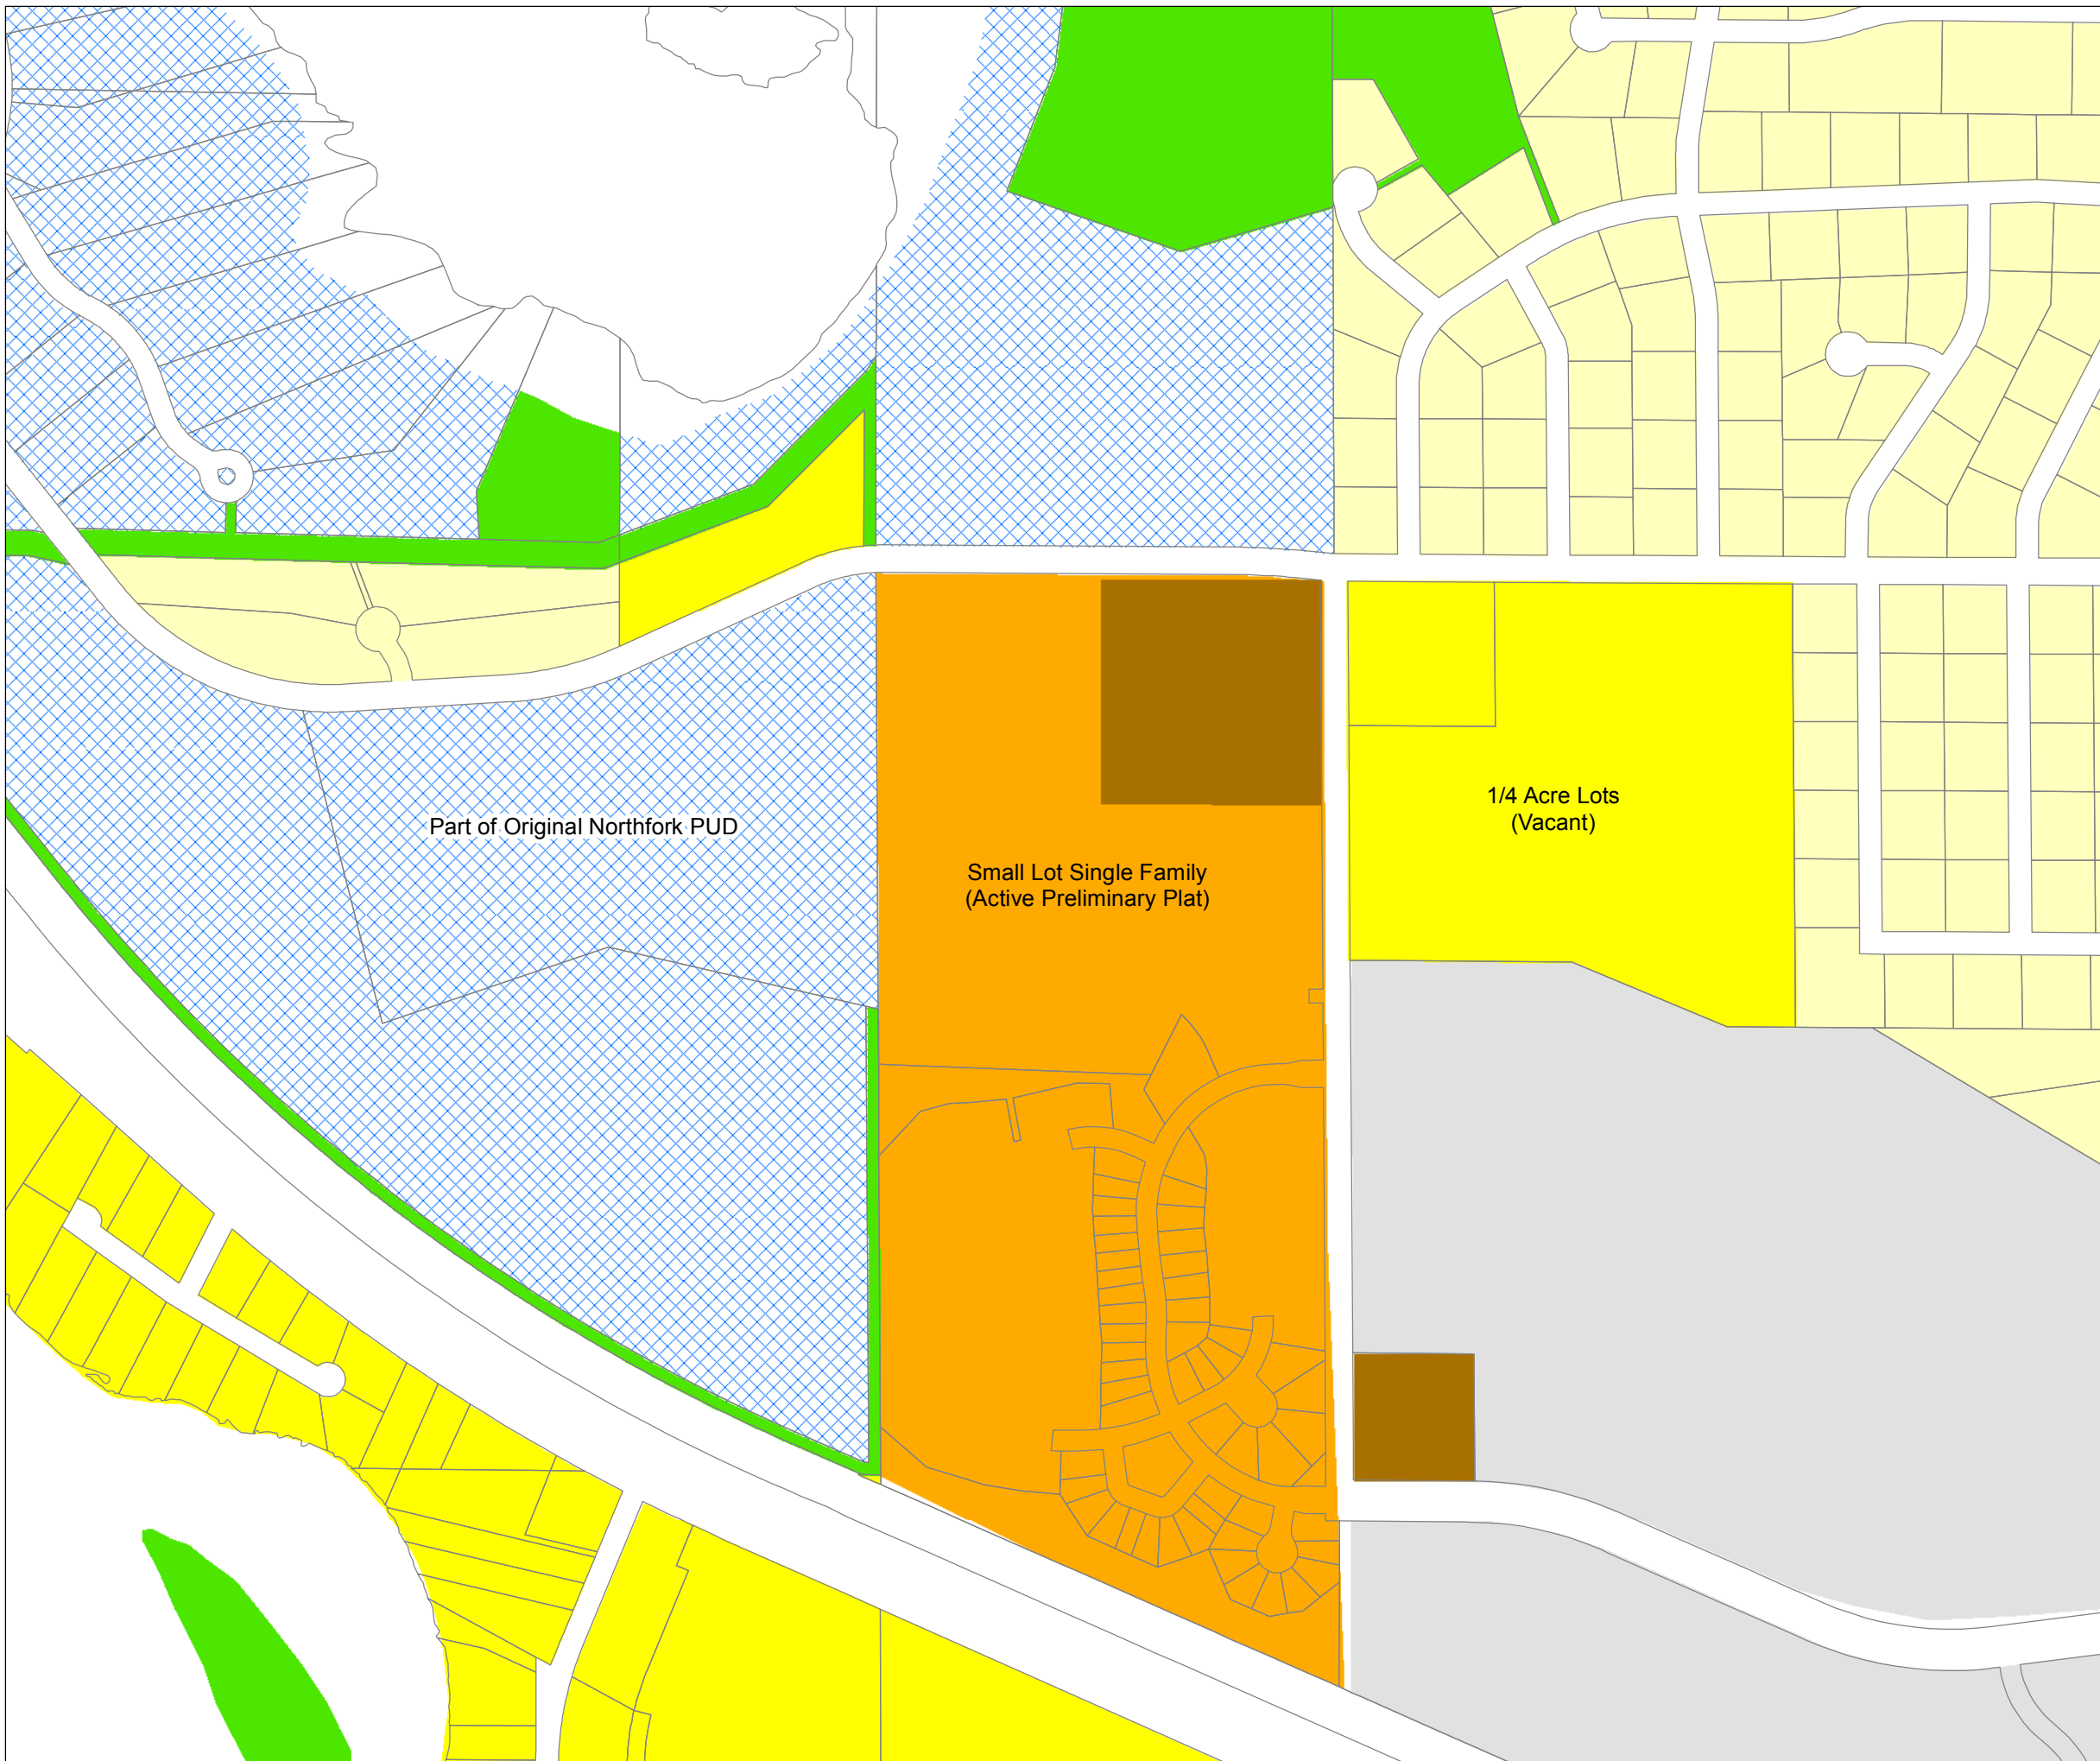 Part of Original Northfork PUD
1/4 Acre Lots
(Vacant)
Small Lot Single Family
(Active Preliminary Plat)